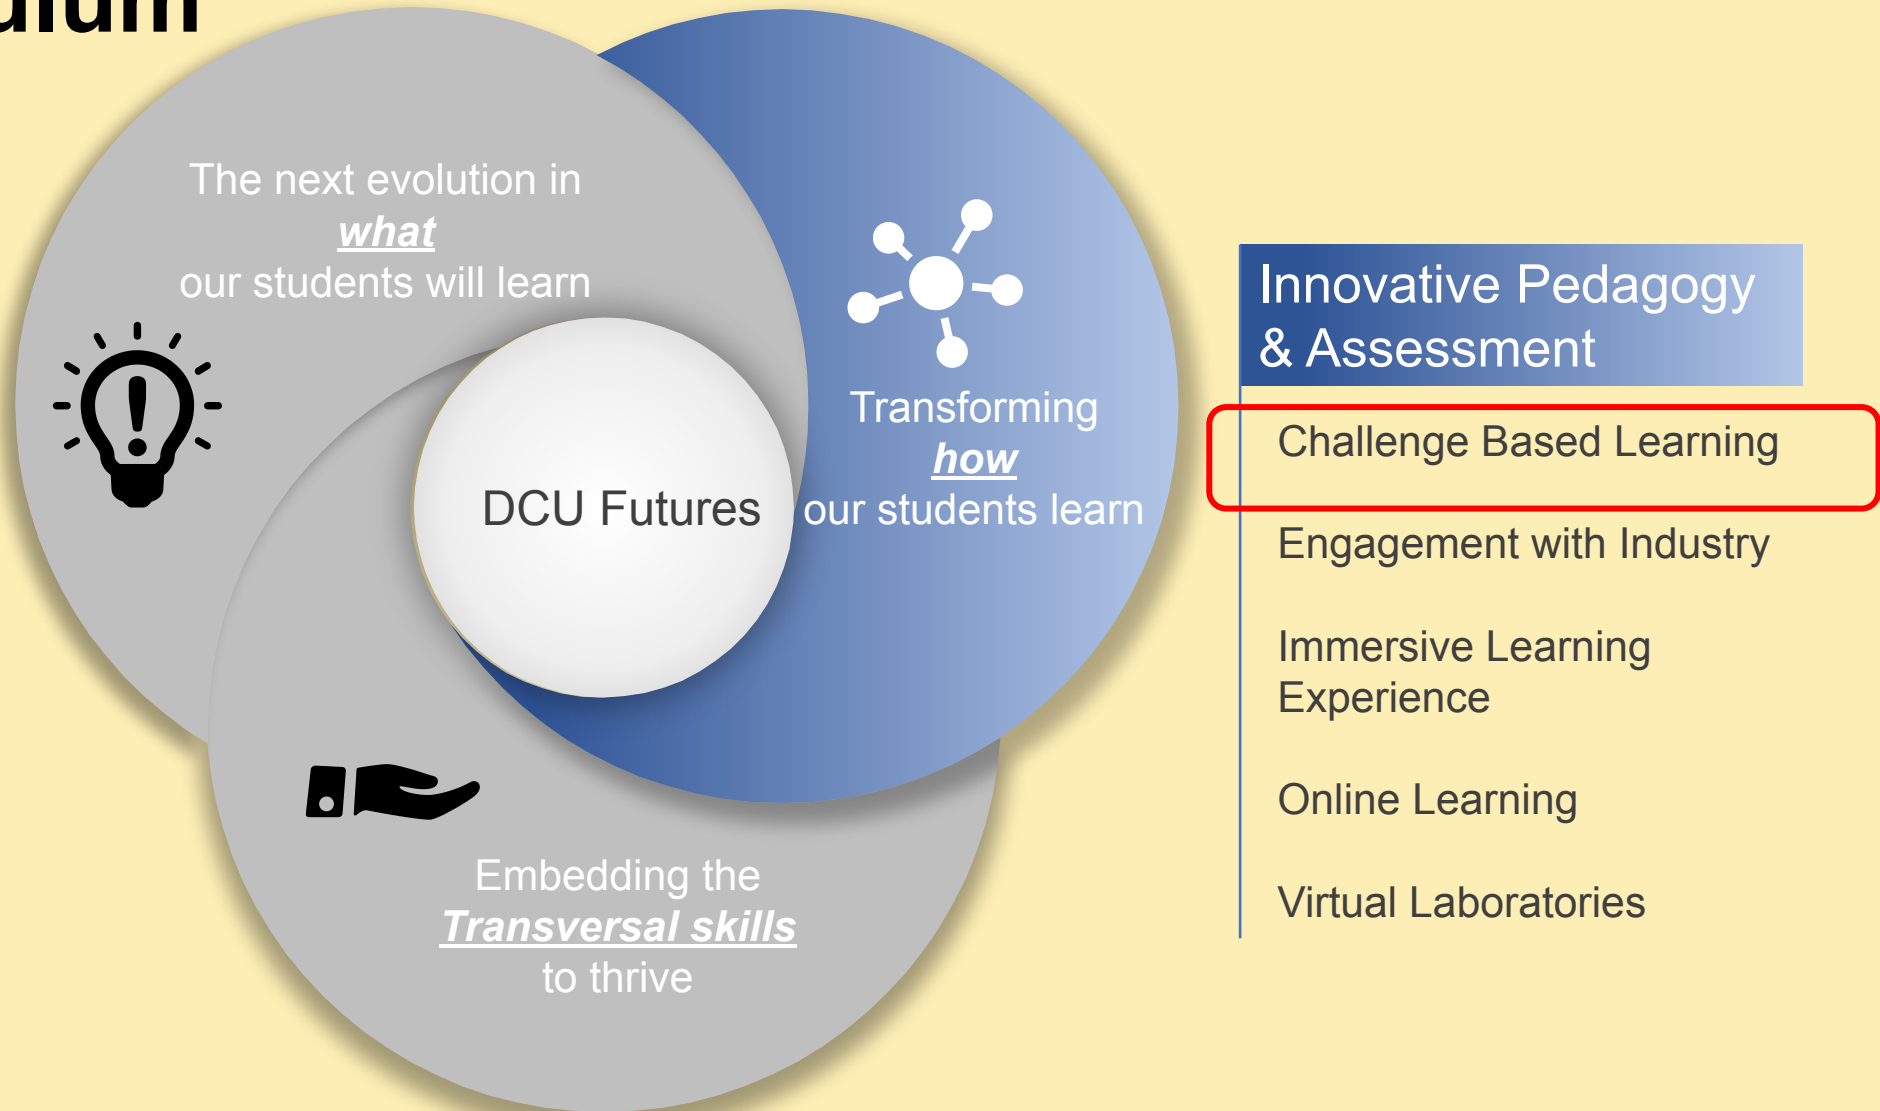 The next evolution in
what
our students will learn
DCU Futures
Transforming
how
our students learn
Embedding the
Transversal skills
to thrive
Innovative Pedagogy
& Assessment
Challenge Based Learning
Engagement with Industry
Immersive Learning
Experience
Online Learning
Virtual Laboratories